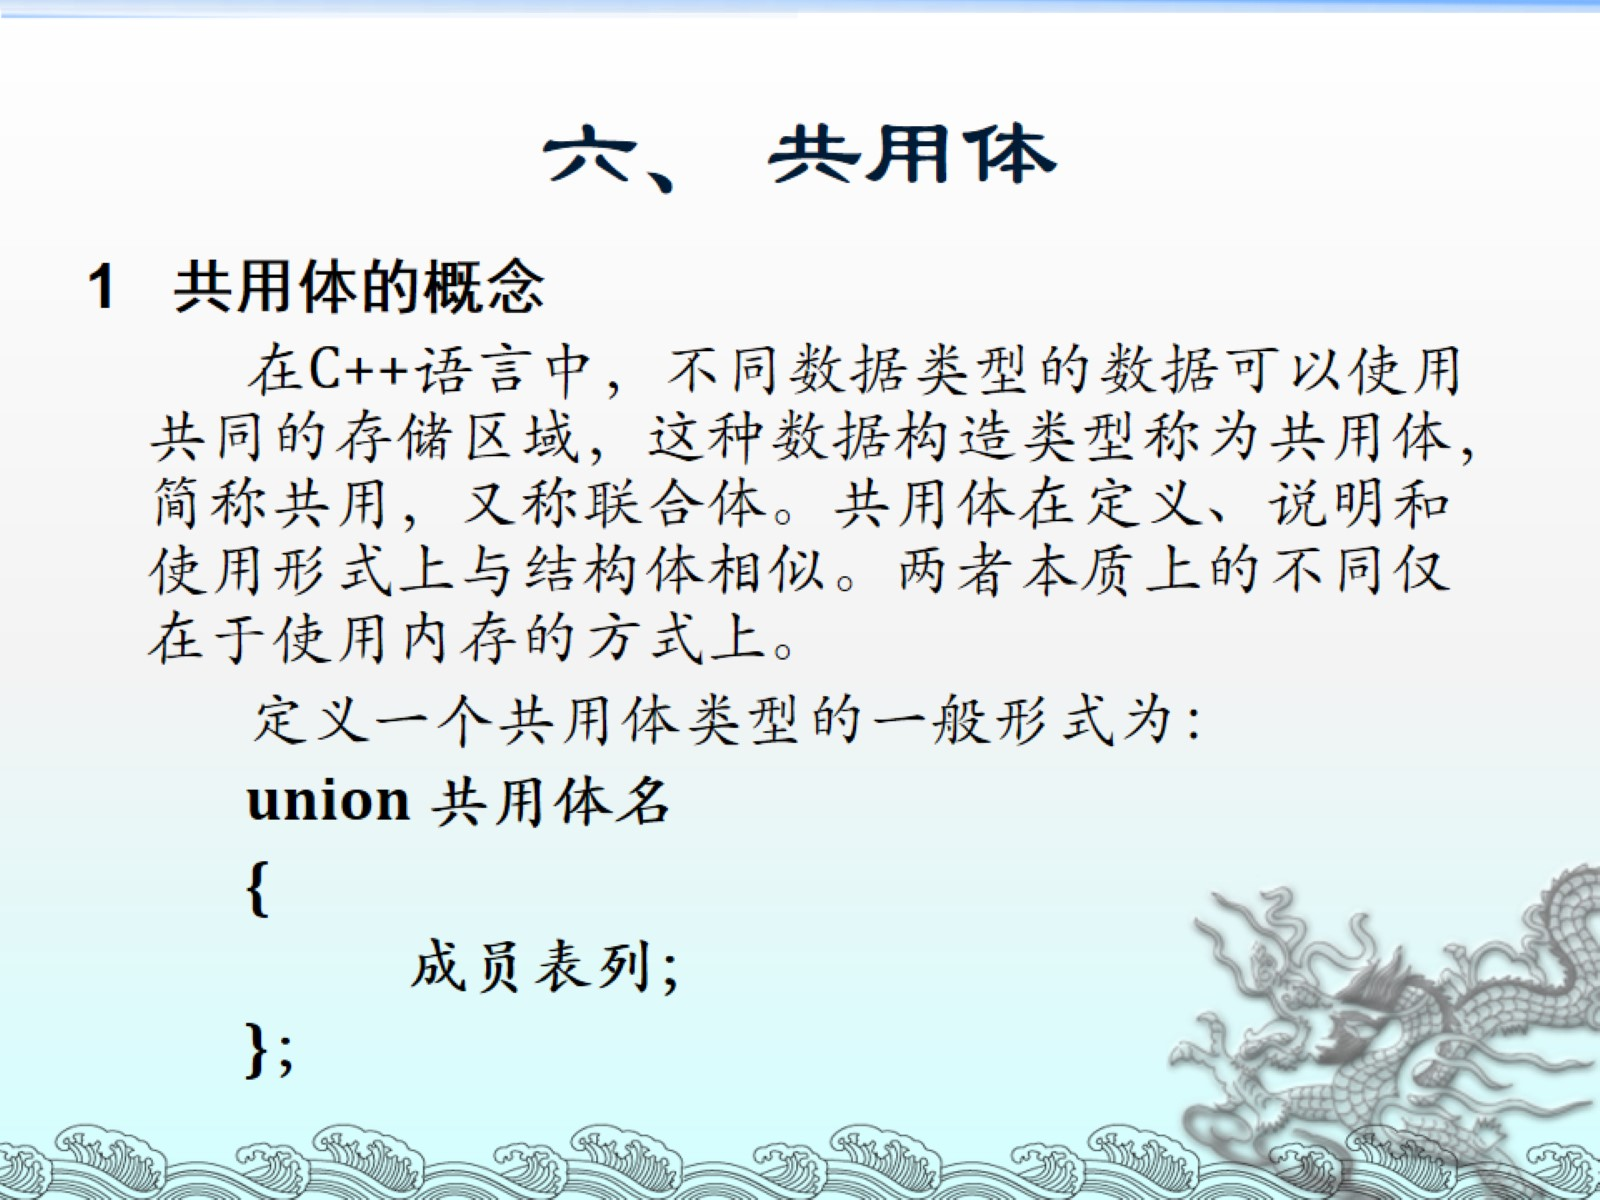 六、 共用体
1 共用体的概念
在C++语言中，不同数据类型的数据可以使用
共同的存储区域，这种数据构造类型称为共用体，
简称共用，又称联合体。共用体在定义、说明和
使用形式上与结构体相似。两者本质上的不同仅
在于使用内存的方式上。
定义一个共用体类型的一般形式为：
union 共用体名
{
成员表列；
}；